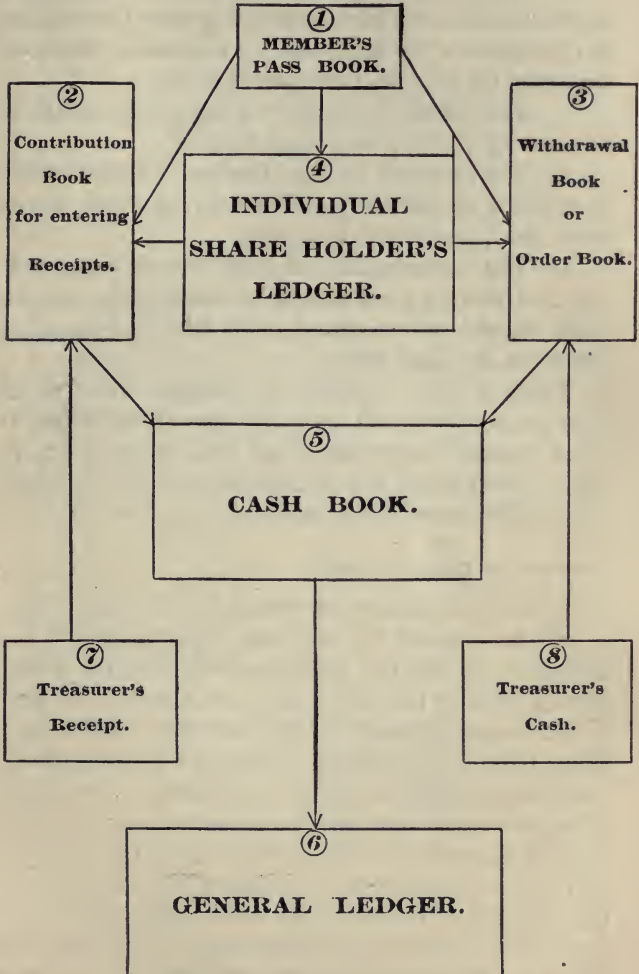 ①
MEMBER'S
PASS BOOK.
②
Contribution
Book
for entering
Receipts.
③
Withdrawal
Book
or
Order Book.
④
INDIVIDUAL
SHARE HOLDER'S
LEDGER.
⑤
CASH BOOK.
⑦
Treasurer's
Receipt.
⑧
Treasurer's
Cash.
⑥
GENERAL LEDGER.